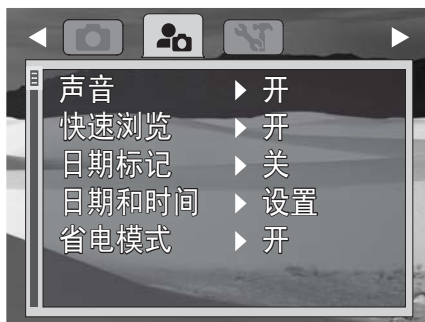 声音 开
快速浏览 开
日期标记 关
日期和时间 设置
省电模式 开